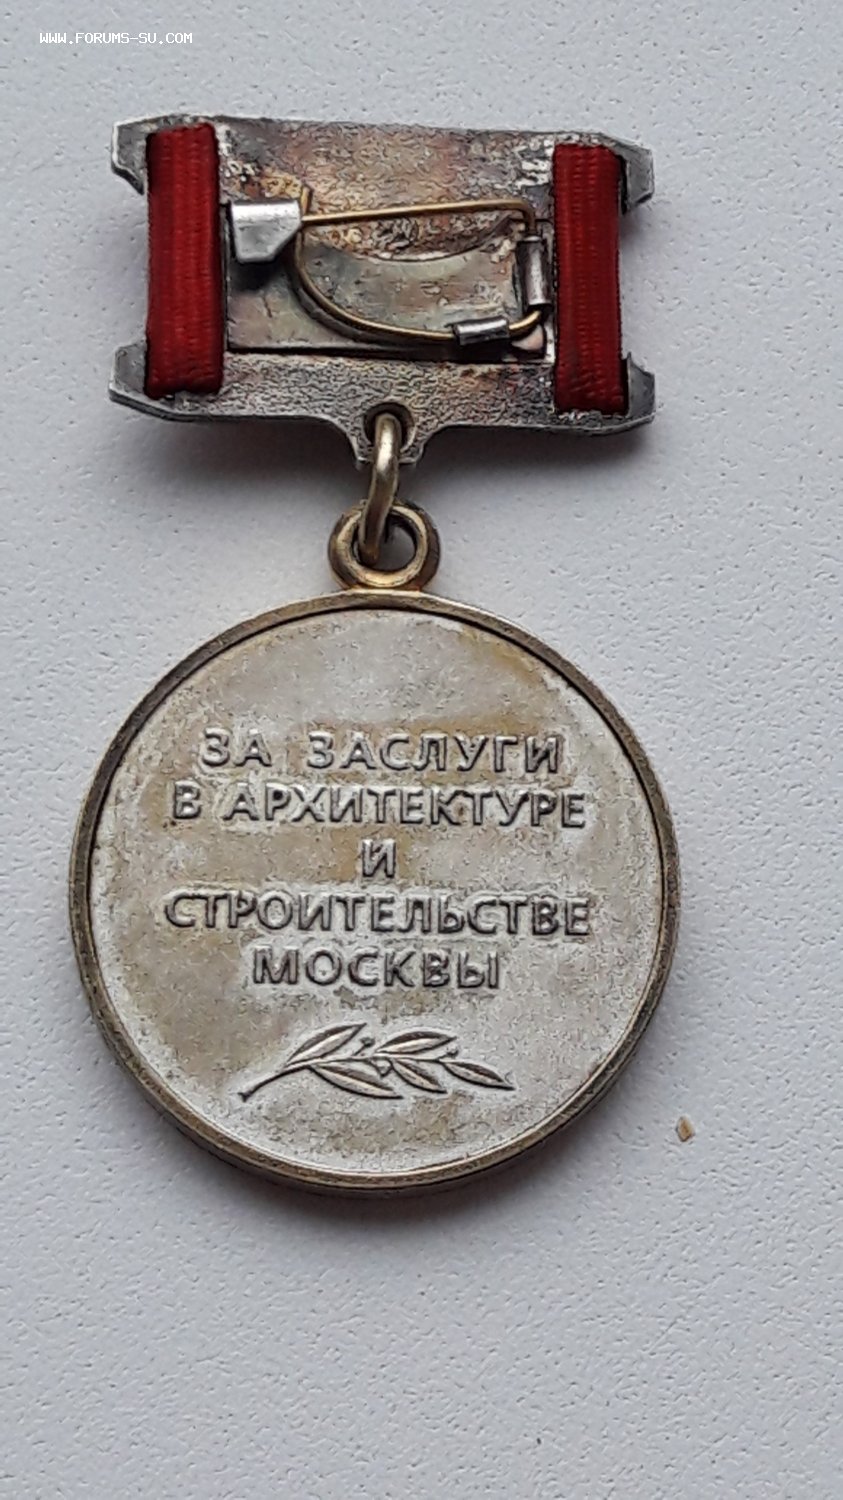 WWW.FORUMS-SU.COM
ЗА ЗАСЛУГИ
В АРХИТЕКТУРЕ
И
СТРОИТЕЛЬСТВЕ
МОСКВЫ